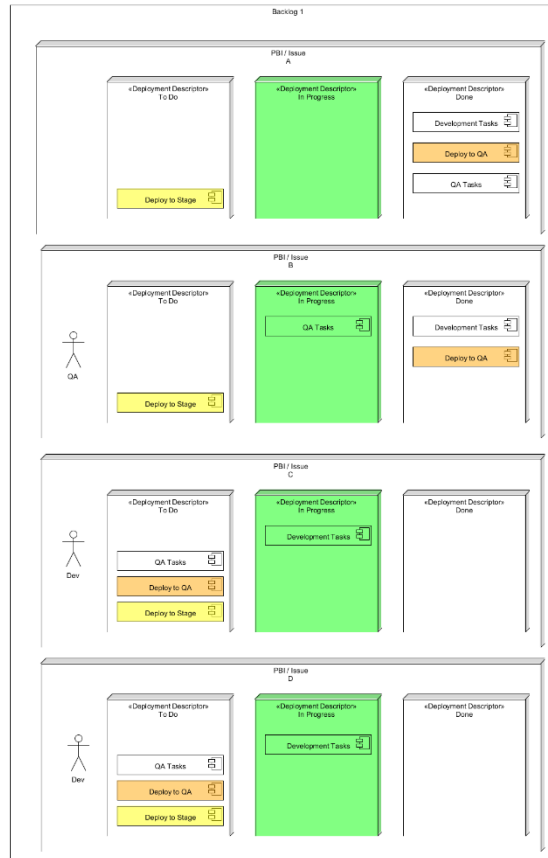 Backlog 1
PBI / Issue
A
«Deployment Descriptor»
To Do
Deploy to Stage
«Deployment Descriptor»
In Progress
«Deployment Descriptor»
Done
Development Tasks
Deploy to QA
QA Tasks
PBI / Issue
B
QA
«Deployment Descriptor»
To Do
Deploy to Stage
«Deployment Descriptor»
In Progress
QA Tasks
«Deployment Descriptor»
Done
Development Tasks
Deploy to QA
PBI / Issue
C
Dev
«Deployment Descriptor»
To Do
QA Tasks
Deploy to QA
Deploy to Stage
«Deployment Descriptor»
In Progress
Development Tasks
«Deployment Descriptor»
Done
PBI / Issue
D
Dev
«Deployment Descriptor»
To Do
QA Tasks
Deploy to QA
Deploy to Stage
«Deployment Descriptor»
In Progress
Development Tasks
«Deployment Descriptor»
Done